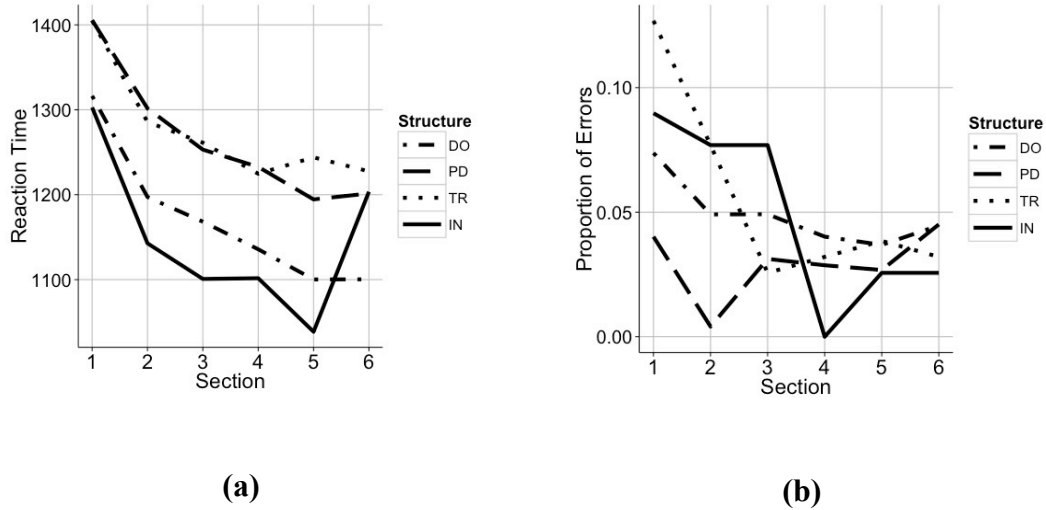 1400
1300
1200
1100
Reaction Time
1 2 3 4 5 6
Section
Structure
DO
PD
TR
IN
(a)
0.10
0.05
0.00
Proportion of Errors
1 2 3 4 5 6
Section
Structure
DO
PD
TR
IN
(b)